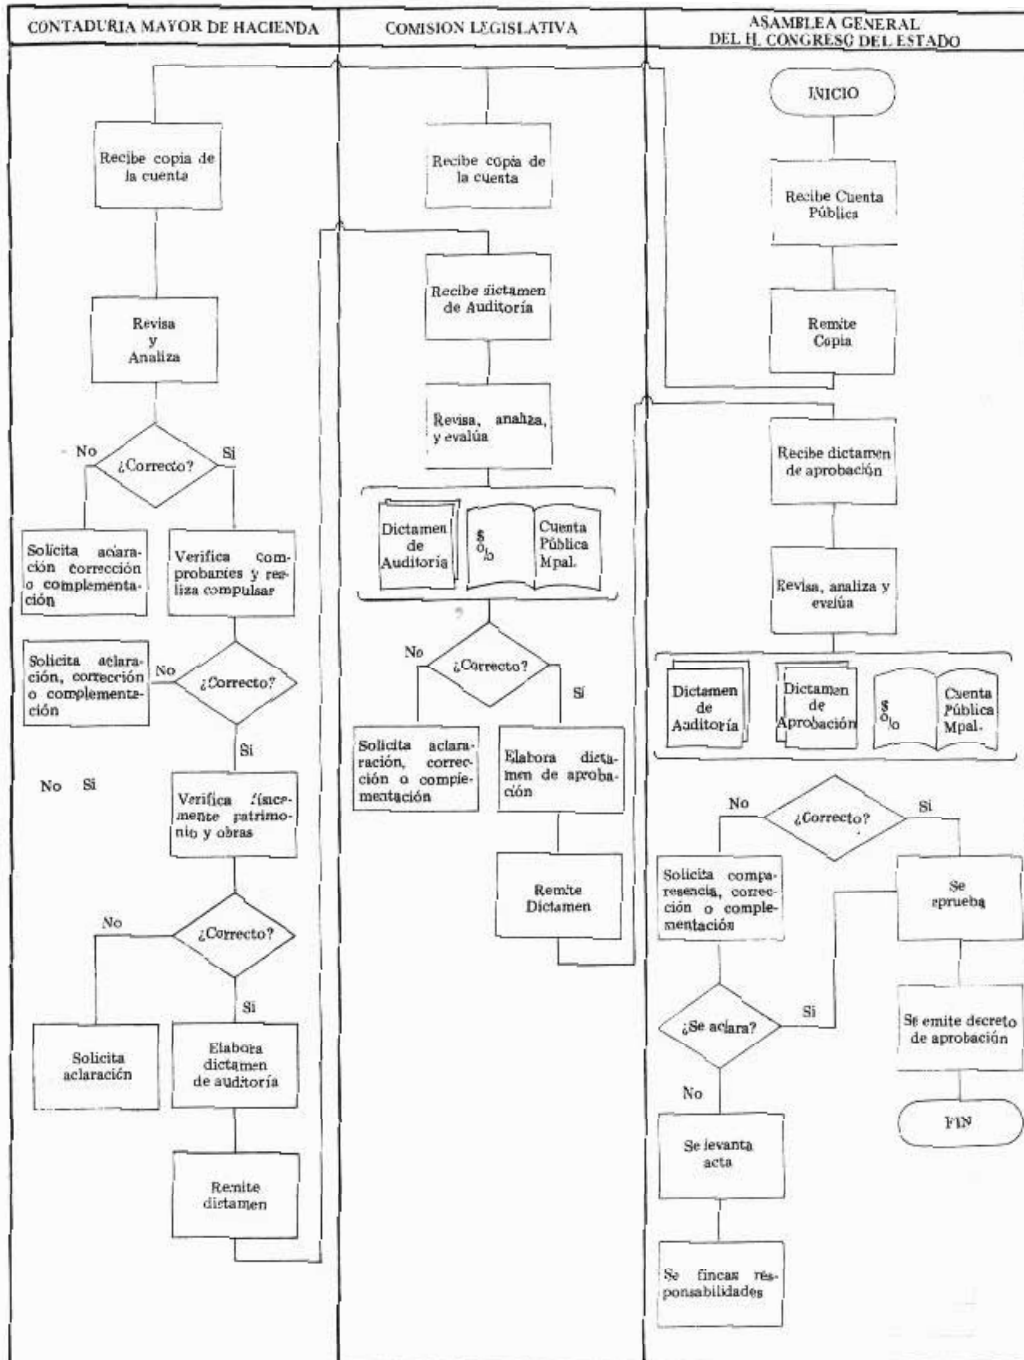 CONTADURIA MAYOR DE HACIENDA
Recibe copia de
la cuenta
Revisa
y
Analiza
¿Correcto?
No
Si
Solicita aclara-
ción corrección
o complementa-
ción
Verifica com-
probantes y rea-
liza compulsar
Solicita aclara-
ción, corrección
o complementa-
ción
No
¿Correcto?
Si
No Si
Verifica físice-
mente patrimo-
nio y obras
No
¿Correcto?
Si
Solicita
aclaración
Elabora
dictamen
de auditoría
Remite
dictamen
COMISION LEGISLATIVA
Recibe copia de
la cuenta
Recibe dictamen
de Auditoría
Revisa, analiza,
y evalúa
Dictamen
de
Auditoría
$
%
Cuenta
Pública
Mpal.
No
¿Correcto?
Sí
Solicita aclara-
ración, correc-
ción o comple-
mentación
Elabora dicta-
men de aproba-
ción
Remite
Dictamen
ASAMBLEA GENERAL
DEL H. CONGRESO DEL ESTADO
INICIO
Recibe Cuenta
Pública
Remite
Copia
Recibe dictamen
de aprobación
Revisa, analiza y
evalúa
Dictamen
de
Auditoría
Dictamen
de
Aprobación
$
%
Cuenta
Pública
Mpal.
No
¿Correcto?
Si
Solicita compa-
resencia, correc-
ción o comple-
mentación
Se
aprueba
¿Se aclara?
Si
No
Se emite decreto
de aprobación
FIN
Se levanta
acta
Se fincan res-
ponsabilidades